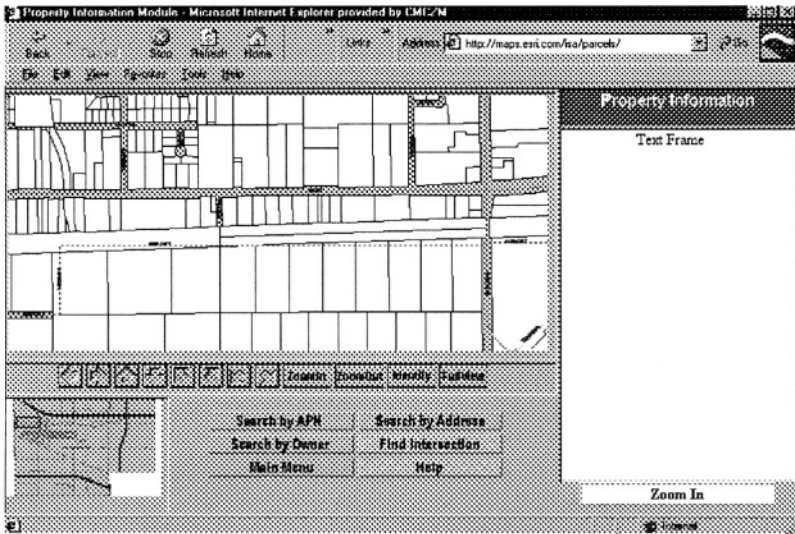 Property Information Module - Microsoft Internet Explorer provided by
Back Stop Refresh Home Links Address http://maps.esri.com/isa/parcels/ Go
File Edit View Favorites Tools Help
Property Information
Text Frame
ZoomIn ZoomOut Identify FullView
Search by APN Search by Address
Search by Owner Find Intersection
Main Menu Help
Zoom In
Internet